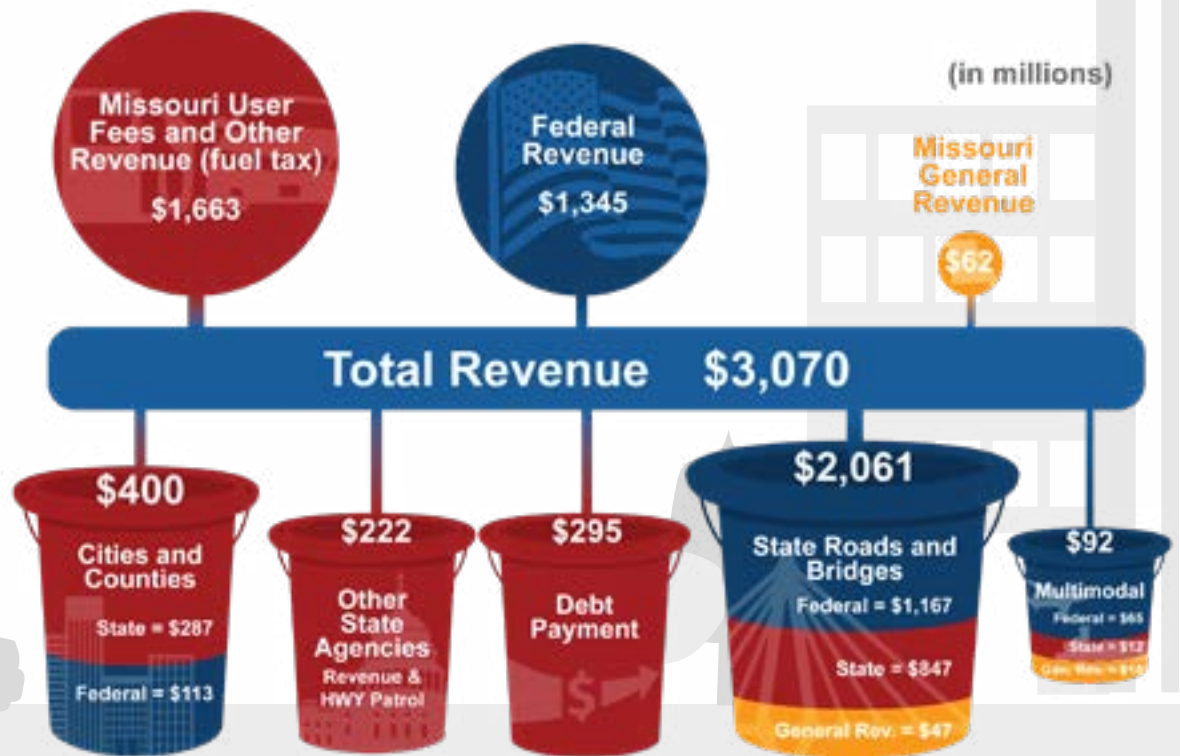 Missouri User
Fees and Other
Revenue (fuel tax)
$1,663
Federal
Revenue
$1,345
(in millions)
Missouri
General
Revenue
$62
Total Revenue $3,070
$400
Cities and
Counties
State = $287
Federal = $113
$222
Other
State
Agencies
Revenue &
HWY Patrol
$295
Debt
Payment
$
$2,061
State Roads and
Bridges
Federal = $1,167
State = $847
General Rev. = $47
$92
Multimodal
Federal = $65
State = $12
Gen. Rev. =